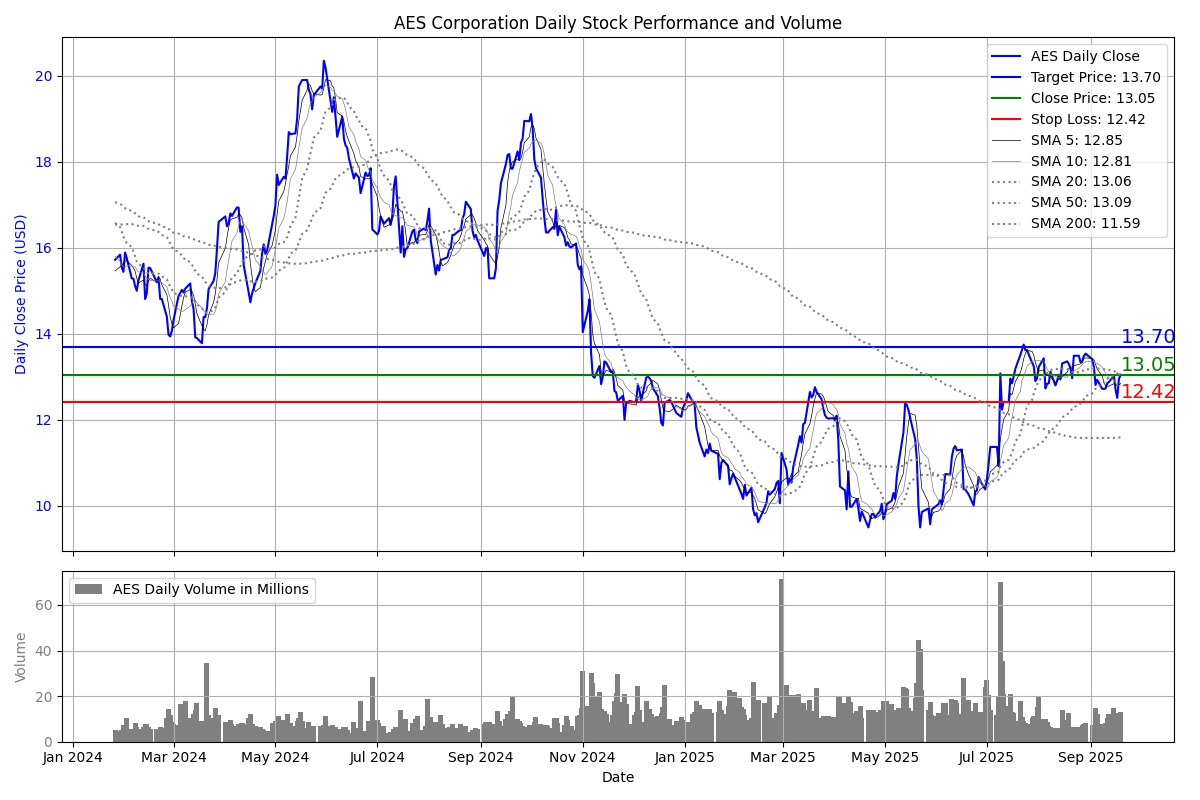 AES Corporation Daily Stock Performance and Volume
Daily Close Price (USD)
20
18
16
14
12
10
AES Daily Close
Target Price: 13.70
Close Price: 13.05
Stop Loss: 12.42
SMA 5: 12.85
SMA 10: 12.81
SMA 20: 13.06
SMA 50: 13.09
SMA 200: 11.59
13.70
13.05
12.42
AES Daily Volume in Millions
Volume
60
40
20
0
Jan 2024 Mar 2024 May 2024 Jul 2024 Sep 2024 Nov 2024 Jan 2025 Mar 2025 May 2025 Jul 2025 Sep 2025
Date